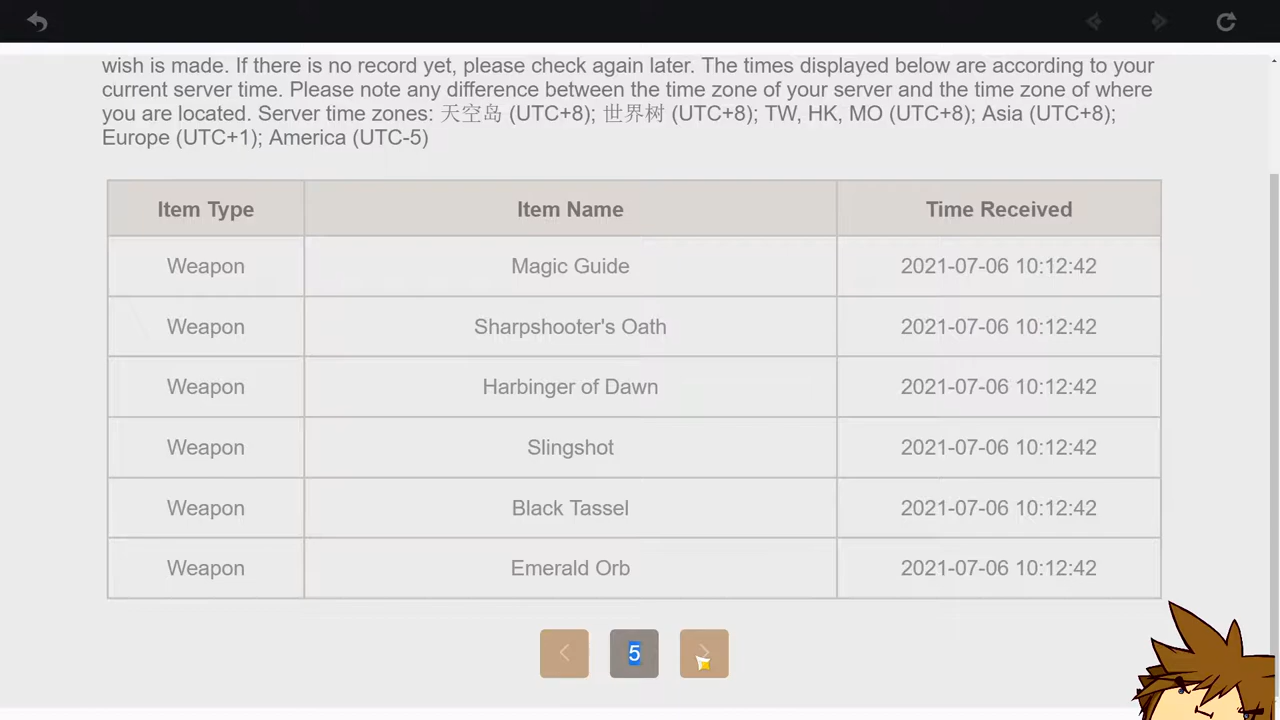 wish is made. If there is no record yet, please check again later. The times displayed below are according to your
current server time. Please note any difference between the time zone of your server and the time zone of where
you are located. Server time zones: 天空岛 (UTC+8); 世界树 (UTC+8); TW, HK, MO (UTC+8); Asia (UTC+8);
Europe (UTC+1); America (UTC-5)
Item Type Item Name Time Received
Weapon Magic Guide 2021-07-06 10:12:42
Weapon Sharpshooter's Oath 2021-07-06 10:12:42
Weapon Harbinger of Dawn 2021-07-06 10:12:42
Weapon Slingshot 2021-07-06 10:12:42
Weapon Black Tassel 2021-07-06 10:12:42
Weapon Emerald Orb 2021-07-06 10:12:42
5